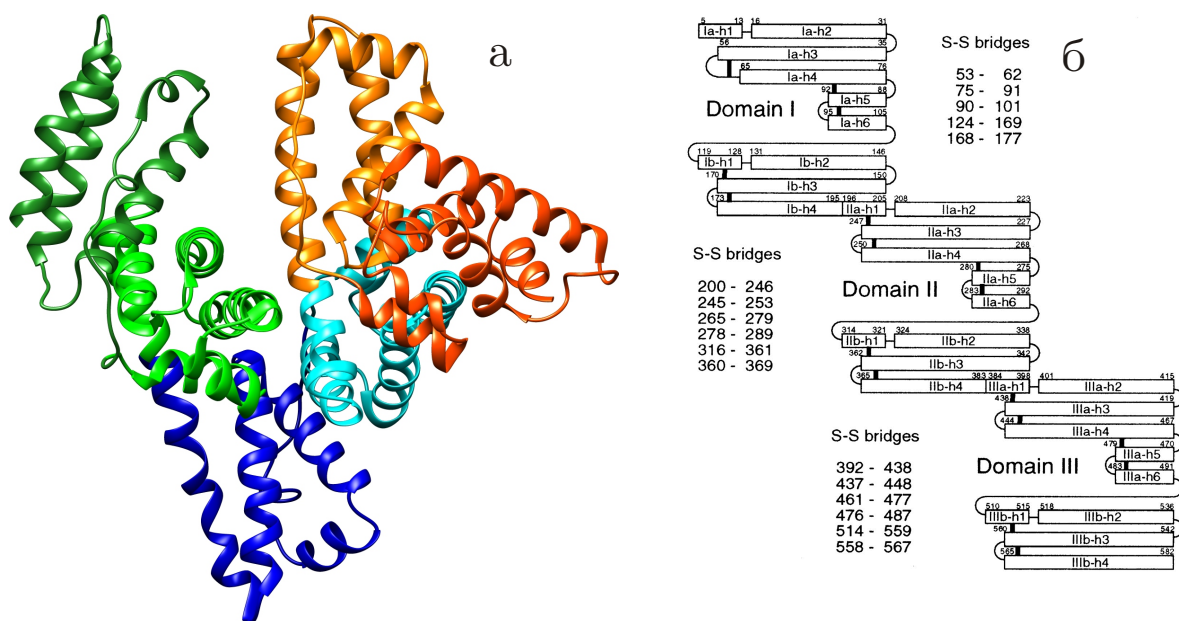 а
б
5 13 16 31
Ia-h1 Ia-h2
56 35
Ia-h3
65 76
Ia-h4
92 88
Ia-h5
95 105
Ia-h6
Domain I
S-S bridges
53 - 62
75 - 91
90 - 101
124 - 169
168 - 177
119 128 131 146
Ib-h1 Ib-h2
170 150
Ib-h3
173 195 196 205 208 223
Ib-h4 IIa-h1 IIa-h2
247 227
IIa-h3
250 268
IIa-h4
280 275
IIa-h5
283 292
IIa-h6
Domain II
S-S bridges
200 - 246
245 - 253
265 - 279
278 - 289
316 - 361
360 - 369
314 321 324 338
IIb-h1 IIb-h2
362 342
IIb-h3
365 383 384 398 401 415
IIb-h4 IIIa-h1 IIIa-h2
436 419
IIIa-h3
444 467
IIIa-h4
479 470
IIIa-h5
483 491
IIIa-h6
Domain III
S-S bridges
392 - 438
437 - 448
461 - 477
476 - 487
514 - 559
558 - 567
510 515 518 536
IIIb-h1 IIIb-h2
560 542
IIIb-h3
565 582
IIIb-h4